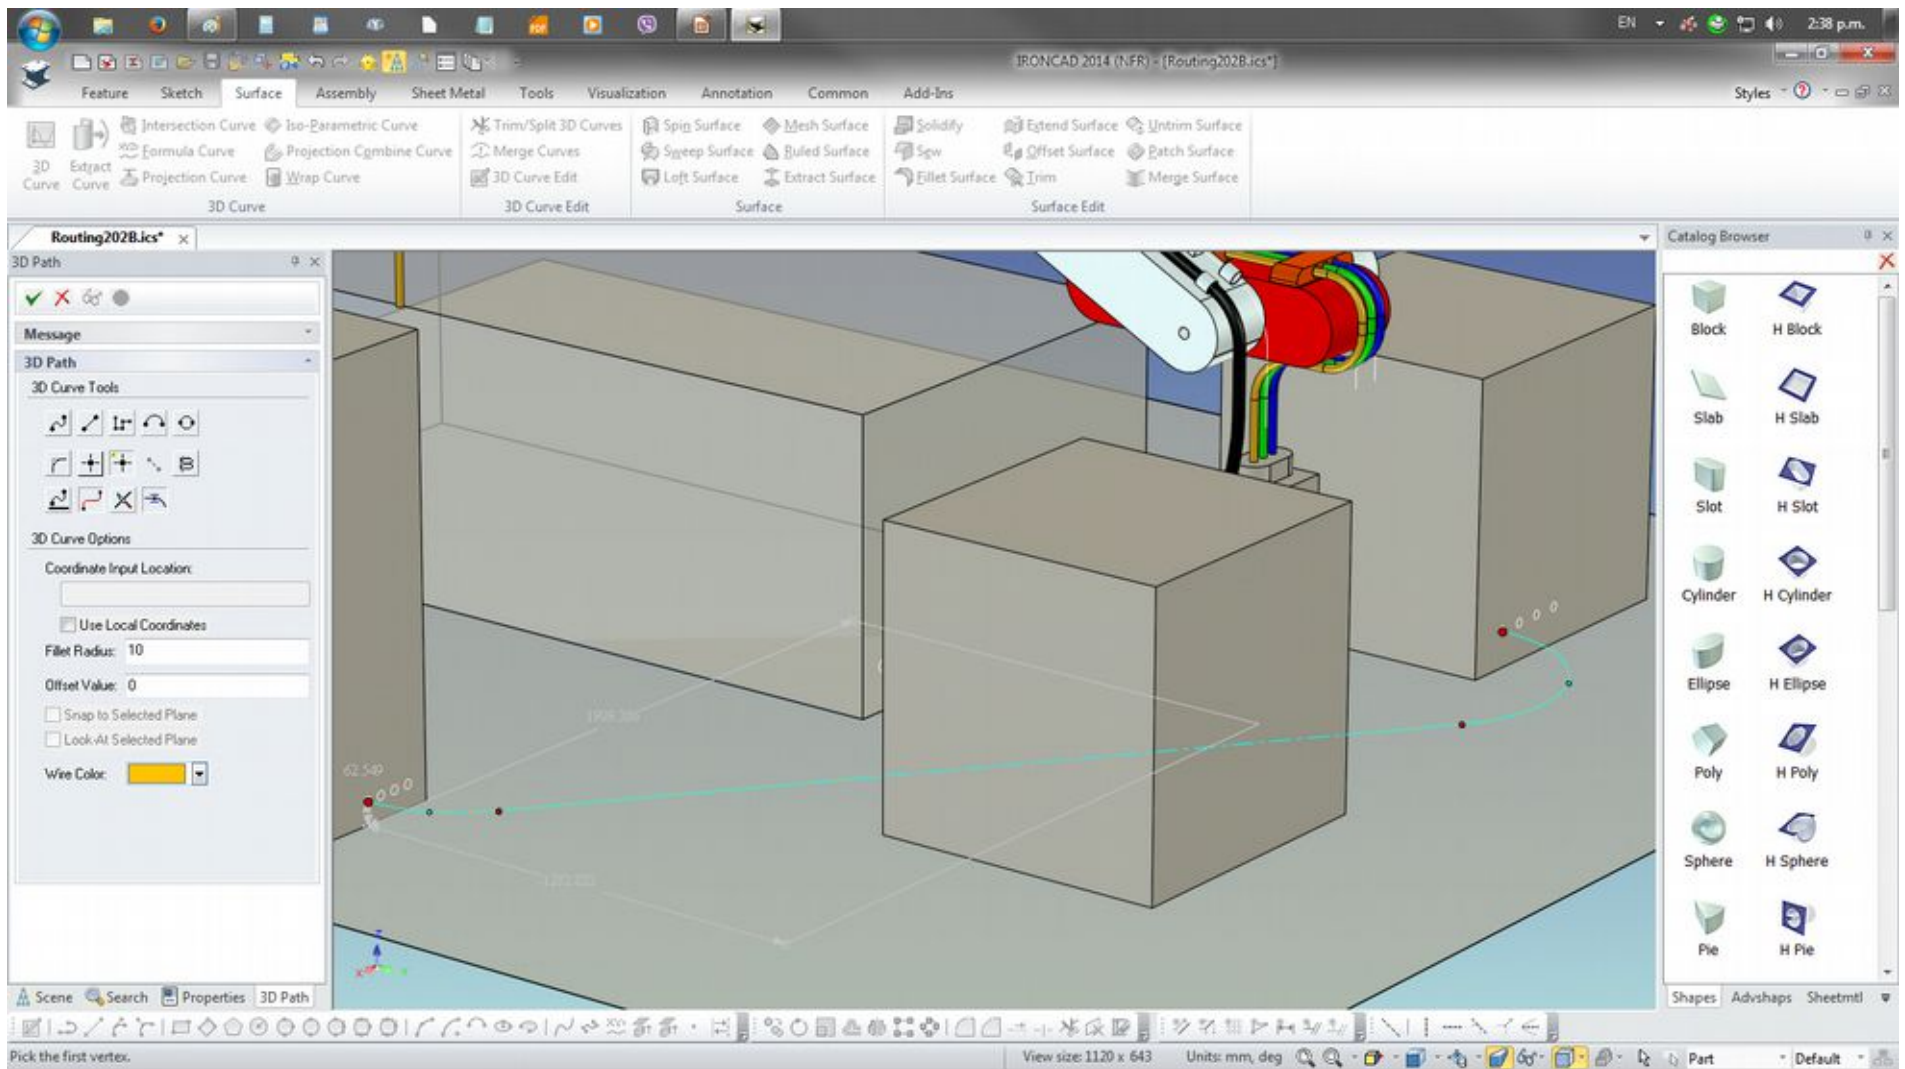 EN 2:38 p.m.
IRONCAD 2014 (NFR) - [Routing202B.ics*]
Feature Sketch Surface Assembly Sheet Metal Tools Visualization Annotation Common Add-Ins Styles
Intersection Curve Iso-Parametric Curve Trim/Split 3D Curves Spin Surface Mesh Surface Solidify Extend Surface Untrim Surface
Formula Curve Projection Combine Curve Merge Curves Sweep Surface Ruled Surface Sew Offset Surface Patch Surface
3D Curve Extract Curve Projection Curve Wrap Curve 3D Curve Edit Loft Surface Extract Surface Fillet Surface Trim Merge Surface
3D Curve 3D Curve Edit Surface Surface Edit
Routing202B.ics* Catalog Browser
3D Path
Message
3D Path
3D Curve Tools
3D Curve Options
Coordinate Input Location:
Use Local Coordinates
Fillet Radius: 10
Offset Value: 0
Snap to Selected Plane
Look-At Selected Plane
Wire Color:
62.549
0 0 0
0 0 0
Block H Block
Slab H Slab
Slot H Slot
Cylinder H Cylinder
Ellipse H Ellipse
Poly H Poly
Sphere H Sphere
Pie H Pie
Scene Search Properties 3D Path Shapes Advshaps Sheetmtl
Pick the first vertex. View size: 1120 x 643 Units: mm, deg Part Default